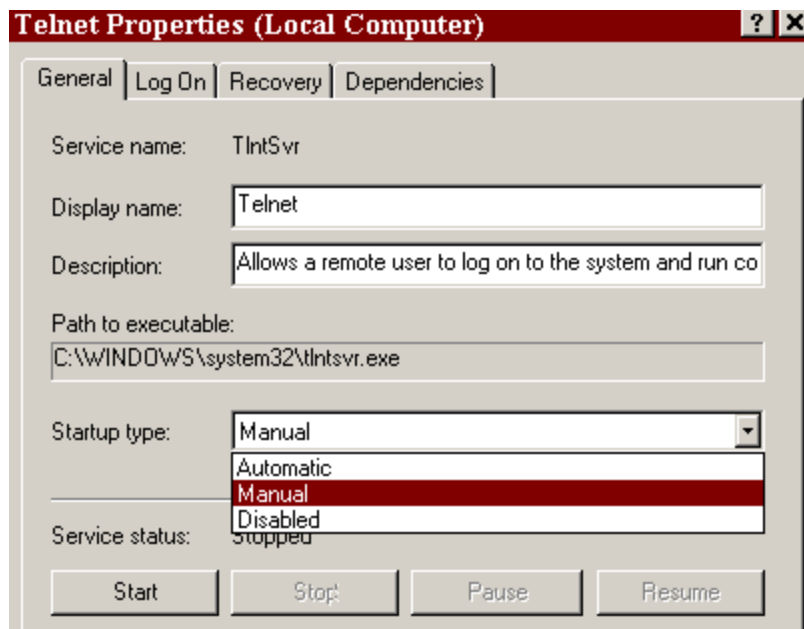 Telnet Properties (Local Computer) ? X
General Log On Recovery Dependencies
Service name: TlntSvr
Display name: Telnet
Description: Allows a remote user to log on to the system and run co
Path to executable:
C:\WINDOWS\system32\tlntsvr.exe
Startup type: Manual
Automatic
Manual
Disabled
Service status: Stopped
Start Stop Pause Resume